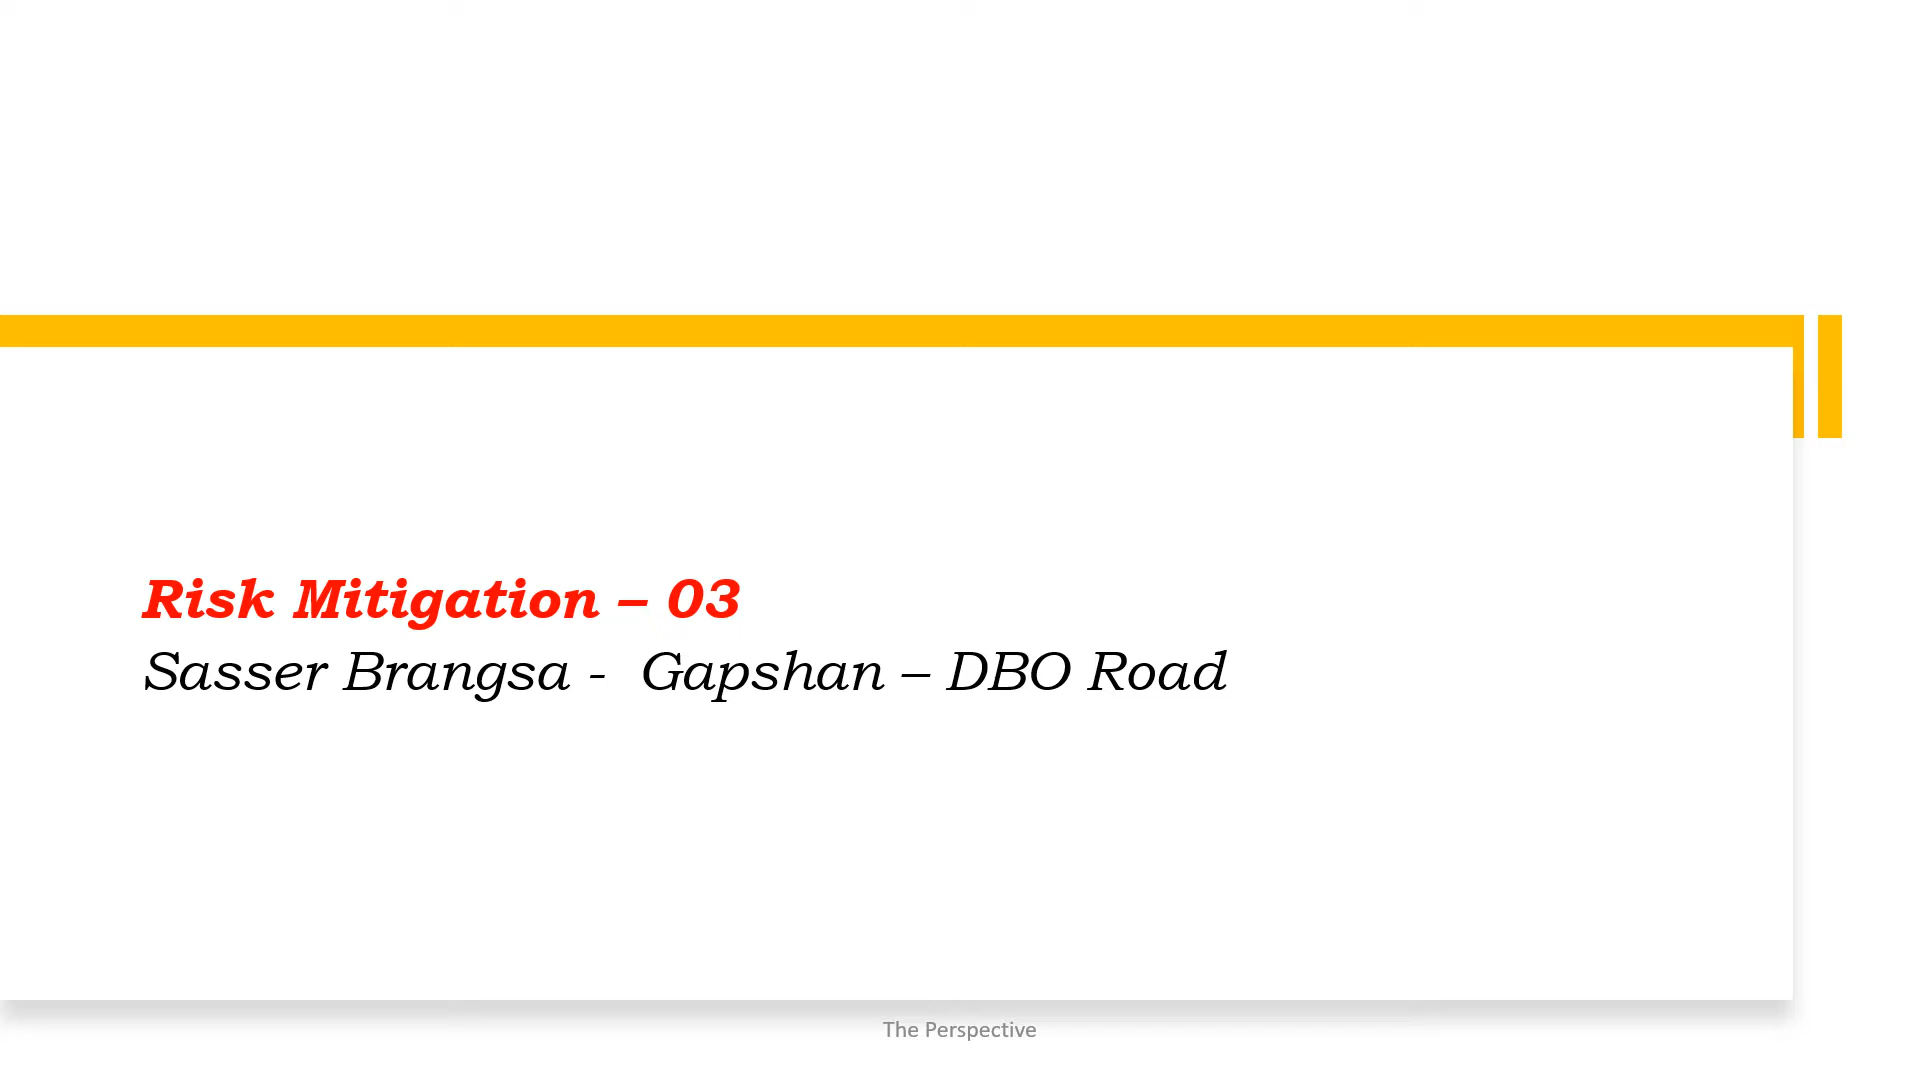 Risk Mitigation – 03
Sasser Brangsa -  Gapshan – DBO Road
The Perspective